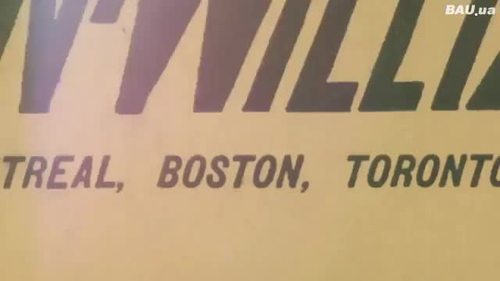 BAU.ua
TREAL, BOSTON, TORONTO